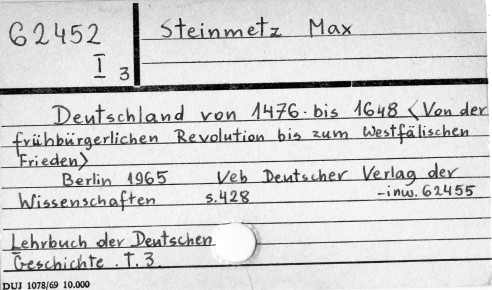 62452
I 3
Steinmetz Max
Deutschland von 1476 bis 1648 <Von der
frühbürgerlichen Revolution bis zum Westfälischen
Frieden>
Berlin 1965 Veb Deutscher Verlag der
Wissenschaften s.428 -inw. 62455
Lehrbuch der Deutschen
Geschichte. T. 3.
DUJ 1078/69 10.000